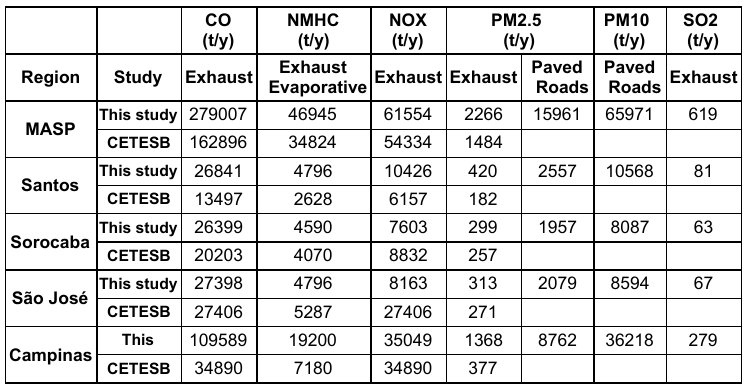 CO NMHC NOX PM2.5 PM10 SO2
(t/y) (t/y) (t/y) (t/y) (t/y) (t/y)
Region Study Exhaust Exhaust Evaporative Exhaust Exhaust Paved Roads Paved Roads Exhaust
MASP This study 279007 46945 61554 2266 15961 65971 619
CETESB 162896 34824 54334 1484
Santos This study 26841 4796 10426 420 2557 10568 81
CETESB 13497 2628 6157 182
Sorocaba This study 26399 4590 7603 299 1957 8087 63
CETESB 20203 4070 8832 257
São José This study 27398 4796 8163 313 2079 8594 67
CETESB 27406 5287 27406 271
Campinas This 109589 19200 35049 1368 8762 36218 279
CETESB 34890 7180 34890 377